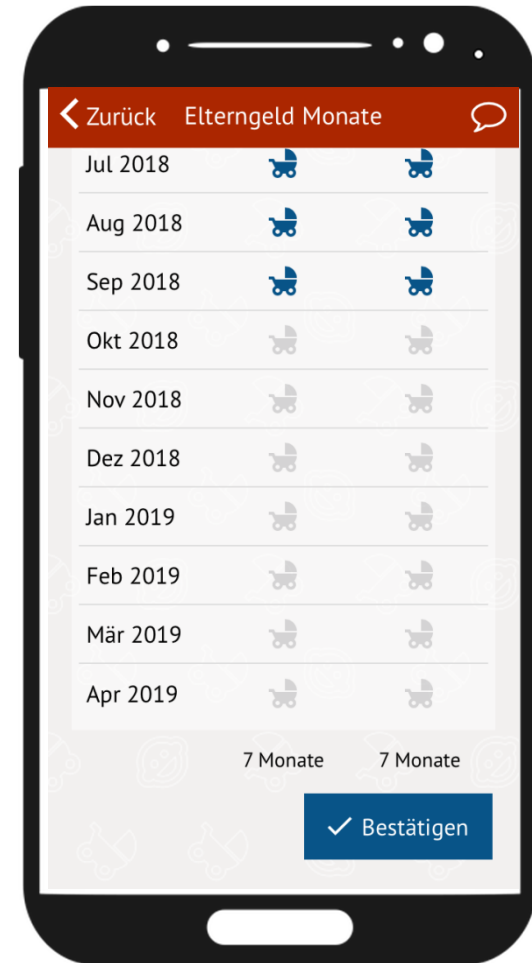 Zurück Elterngeld Monate
Jul 2018
Aug 2018
Sep 2018
Okt 2018
Nov 2018
Dez 2018
Jan 2019
Feb 2019
Mär 2019
Apr 2019
7 Monate 7 Monate
Bestätigen